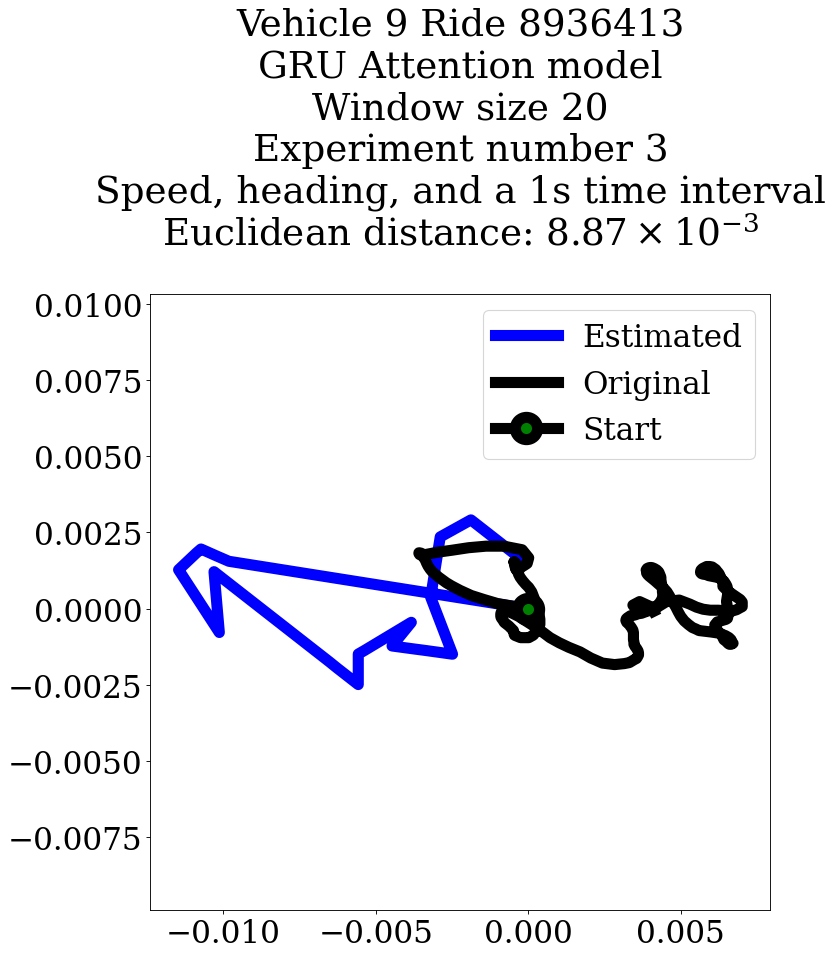 Vehicle 9 Ride 8936413
GRU Attention model
Window size 20
Experiment number 3
Speed, heading, and a 1s time interval
Euclidean distance: 8.87 × 10⁻³
Estimated
Original
Start
0.0100
0.0075
0.0050
0.0025
0.0000
−0.0025
−0.0050
−0.0075
−0.010
−0.005
0.000
0.005